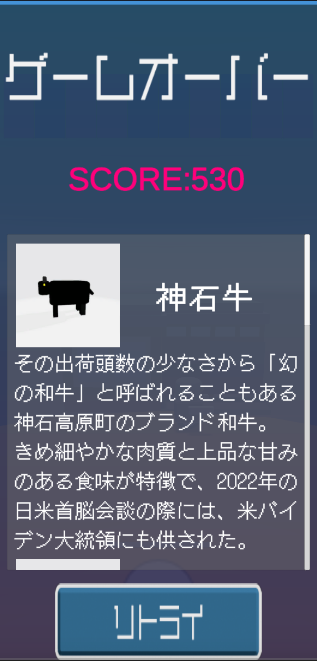 ゲームオーバー
SCORE:530
神石牛
その出荷頭数の少なさから「幻
の和牛」と呼ばれることもある
神石高原町のブランド和牛。
きめ細やかな肉質と上品な甘み
のある食味が特徴で、2022年の
日米首脳会談の際には、米バイ
デン大統領にも供された。
リトライ